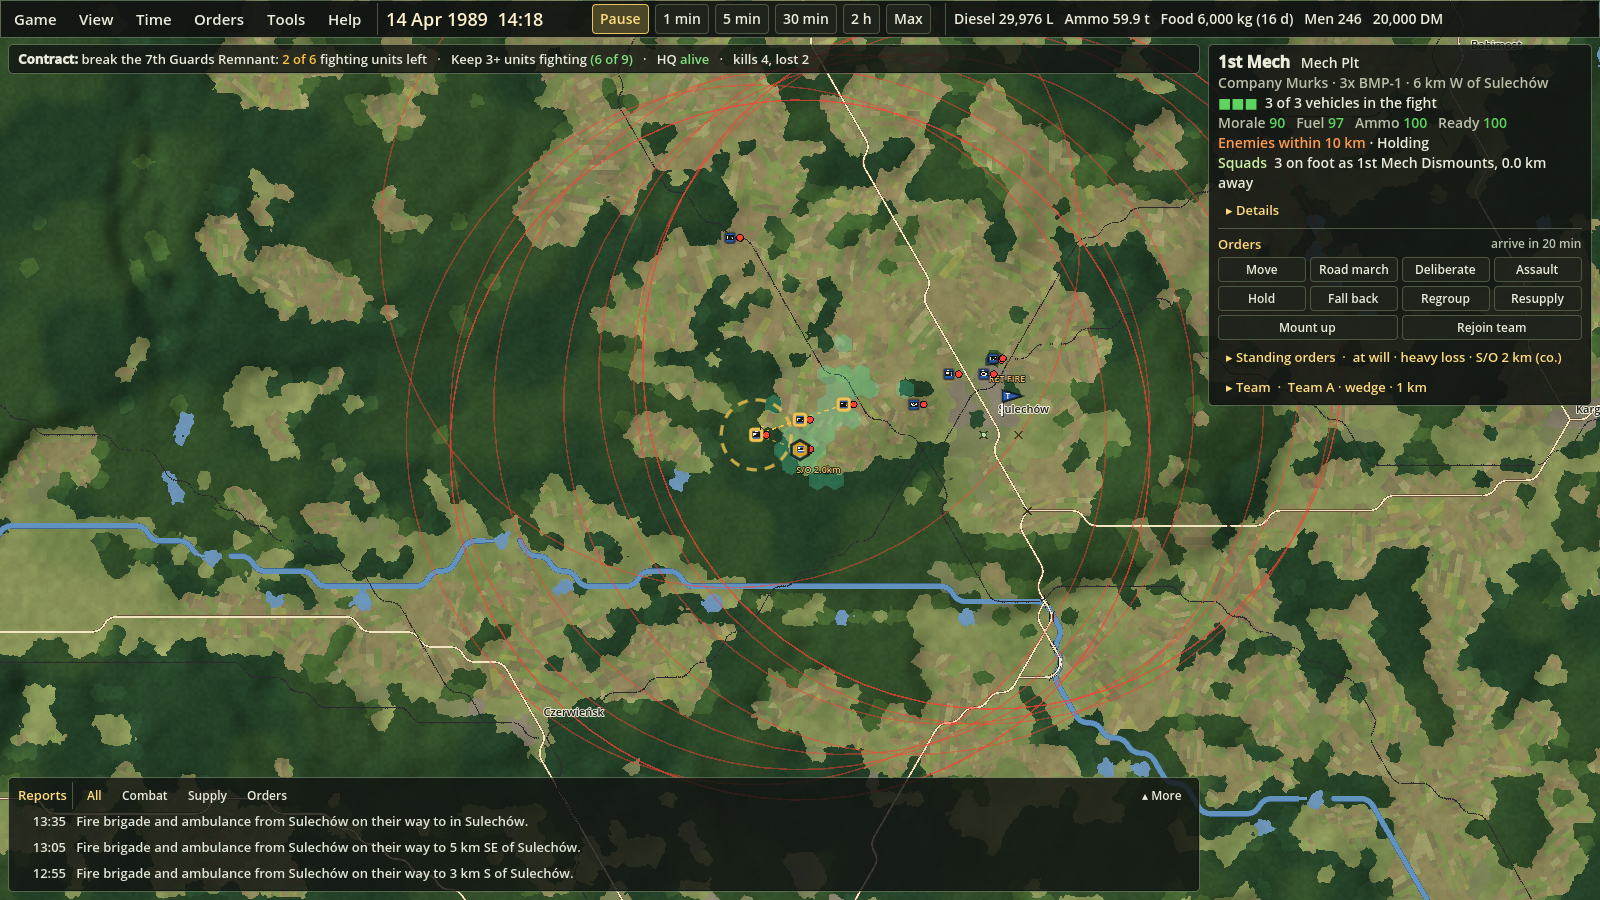 Game View Time Orders Tools Help 14 Apr 1989 14:18 Pause 1 min 5 min 30 min 2 h Max Diesel 29,976 L Ammo 59.9 t Food 6,000 kg (16 d) Men 246 20,000 DM
Contract: break the 7th Guards Remnant: 2 of 6 fighting units left · Keep 3+ units fighting (6 of 9) · HQ alive · kills 4, lost 2
1st Mech Mech Plt
Company Murks · 3x BMP-1 · 6 km W of Sulechów
3 of 3 vehicles in the fight
Morale 90 Fuel 97 Ammo 100 Ready 100
Enemies within 10 km · Holding
Squads 3 on foot as 1st Mech Dismounts, 0.0 km
away
▸ Details
Orders arrive in 20 min
Move Road march Deliberate Assault
Hold Fall back Regroup Resupply
Mount up Rejoin team
▸ Standing orders · at will · heavy loss · S/O 2 km (co.)
▸ Team · Team A · wedge · 1 km
RET FIRE
Sulechów
S/O 2.0km
Czerwieńsk
Reports All Combat Supply Orders ▴ More
13:35 Fire brigade and ambulance from Sulechów on their way to in Sulechów.
13:05 Fire brigade and ambulance from Sulechów on their way to 5 km SE of Sulechów.
12:55 Fire brigade and ambulance from Sulechów on their way to 3 km S of Sulechów.